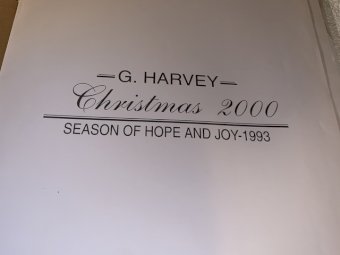 —G. HARVEY—
Christmas 2000
SEASON OF HOPE AND JOY-1993